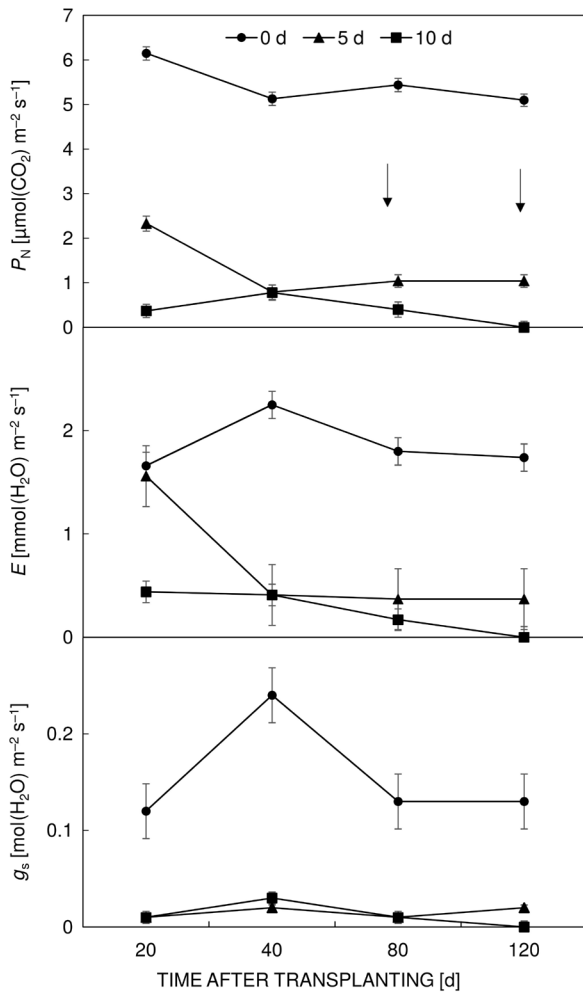 7
0 d 5 d 10 d
6
5
4
3
2
1
0
P_N [µmol(CO₂) m⁻² s⁻¹)
2
1
0
E [mmol(H₂O) m⁻² s⁻¹)
0.2
0.1
0
g_s [mol(H₂O) m⁻² s⁻¹)
20 40 80 120
TIME AFTER TRANSPLANTING [d]